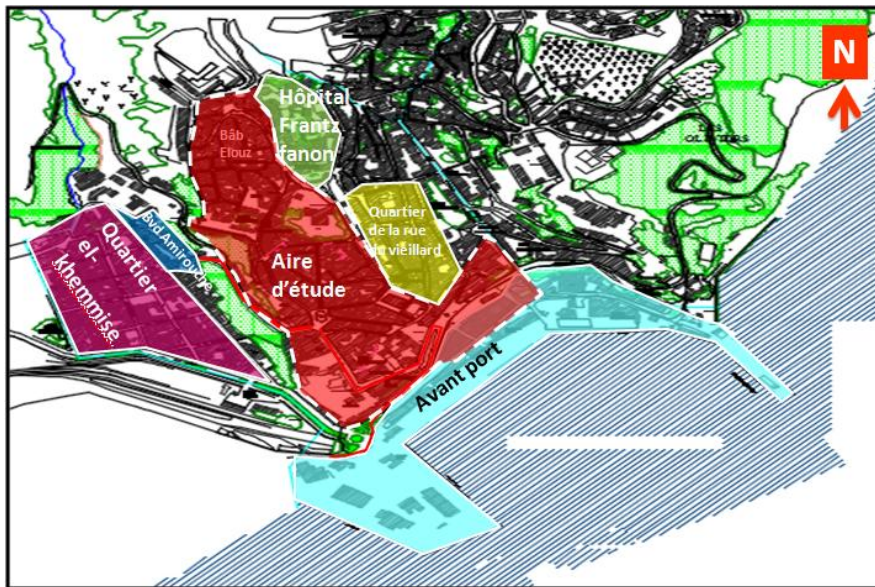 N
Hôpital
Frantz
fanon
Bâb
Elouz
Quartier
de la rue
du vieillard
Bvd Amirouche
Quartier
el-
khemmise
Aire
d'étude
Avant port
OLIVIERS